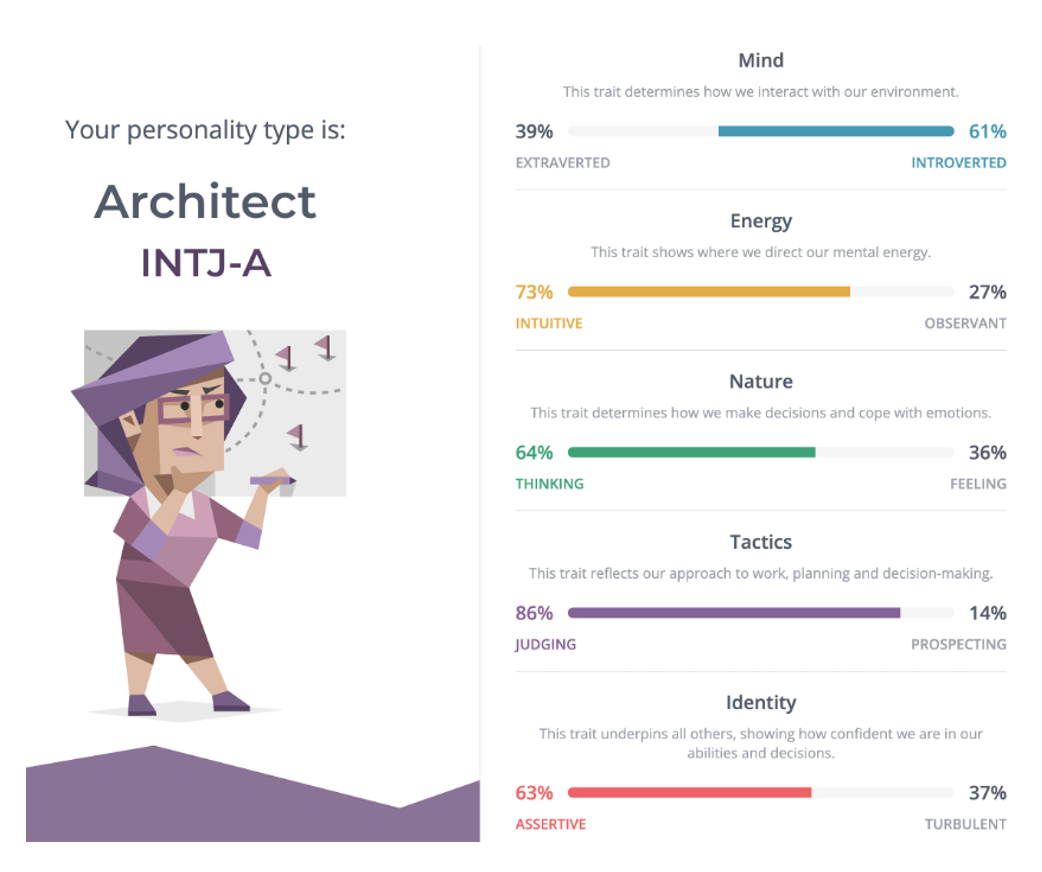 Your personality type is:
Architect
INTJ-A
Mind
This trait determines how we interact with our environment.
39% 61%
EXTRAVERTED INTROVERTED
Energy
This trait shows where we direct our mental energy.
73% 27%
INTUITIVE OBSERVANT
Nature
This trait determines how we make decisions and cope with emotions.
64% 36%
THINKING FEELING
Tactics
This trait reflects our approach to work, planning and decision-making.
86% 14%
JUDGING PROSPECTING
Identity
This trait underpins all others, showing how confident we are in our
abilities and decisions.
63% 37%
ASSERTIVE TURBULENT